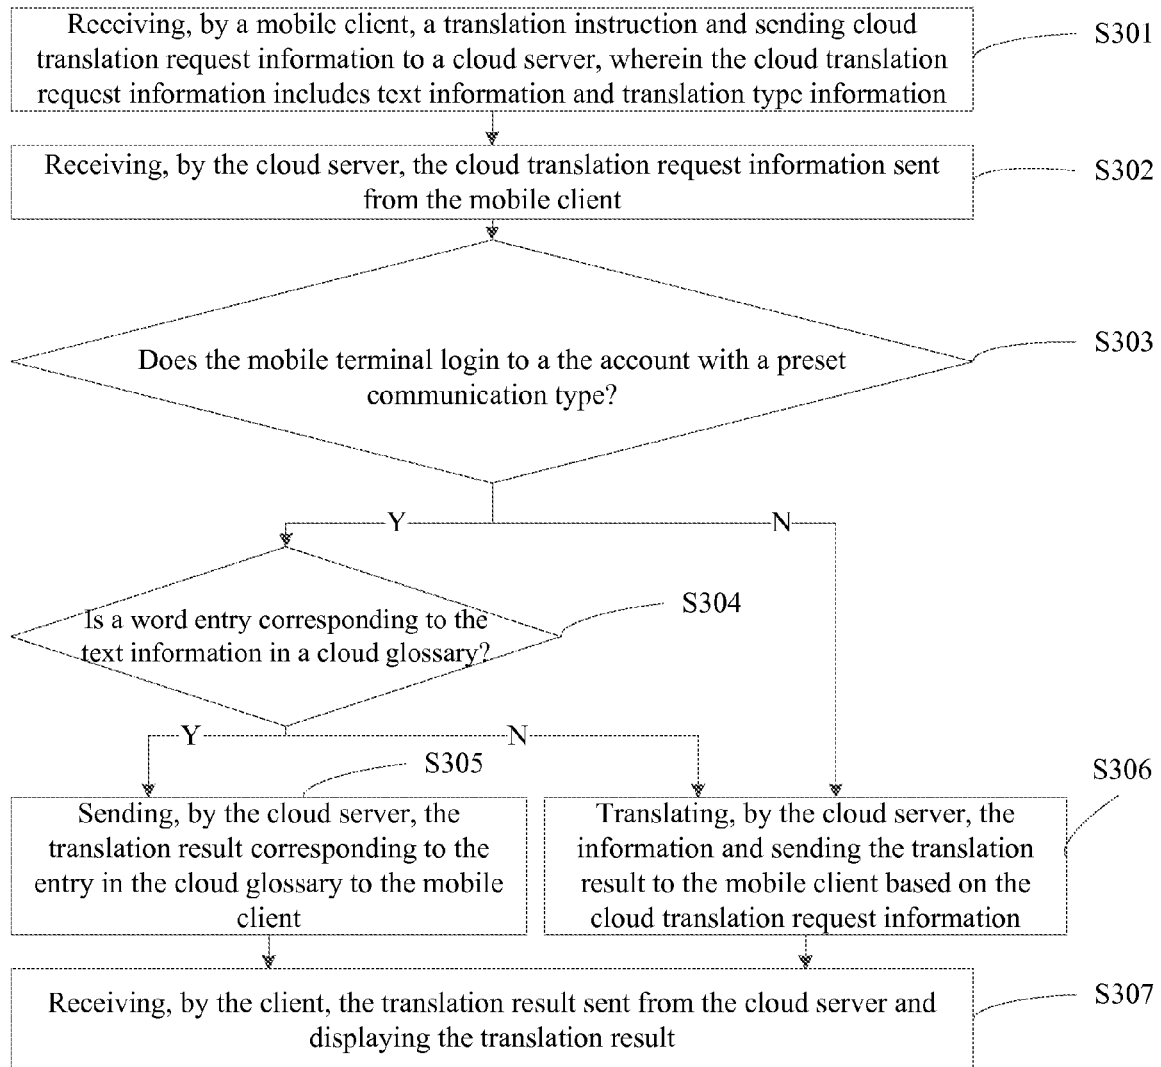 Receiving, by a mobile client, a translation instruction and sending cloud
translation request information to a cloud server, wherein the cloud translation
request information includes text information and translation type information
S301
Receiving, by the cloud server, the cloud translation request information sent
from the mobile client
S302
Does the mobile terminal login to a the account with a preset
communication type?
S303
Y
N
Is a word entry corresponding to the
text information in a cloud glossary?
S304
Y
N
S305
S306
Sending, by the cloud server, the
translation result corresponding to the
entry in the cloud glossary to the mobile
client
Translating, by the cloud server, the
information and sending the translation
result to the mobile client based on the
cloud translation request information
Receiving, by the client, the translation result sent from the cloud server and
displaying the translation result
S307